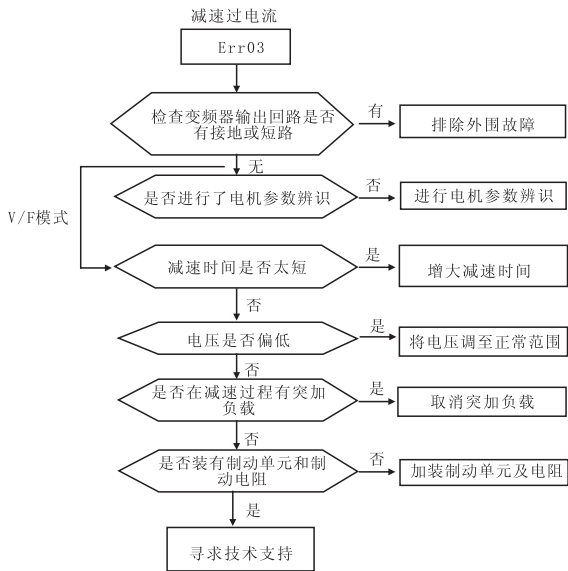 减速过电流
Err03
检查变频器输出回路是否
有接地或短路
有
排除外围故障
无
是否进行了电机参数辨识
否
进行电机参数辨识
V/F模式
减速时间是否太短
是
增大减速时间
否
电压是否偏低
是
将电压调至正常范围
否
是否在减速过程有突加
负载
是
取消突加负载
否
是否装有制动单元和制
动电阻
否
加装制动单元及电阻
是
寻求技术支持